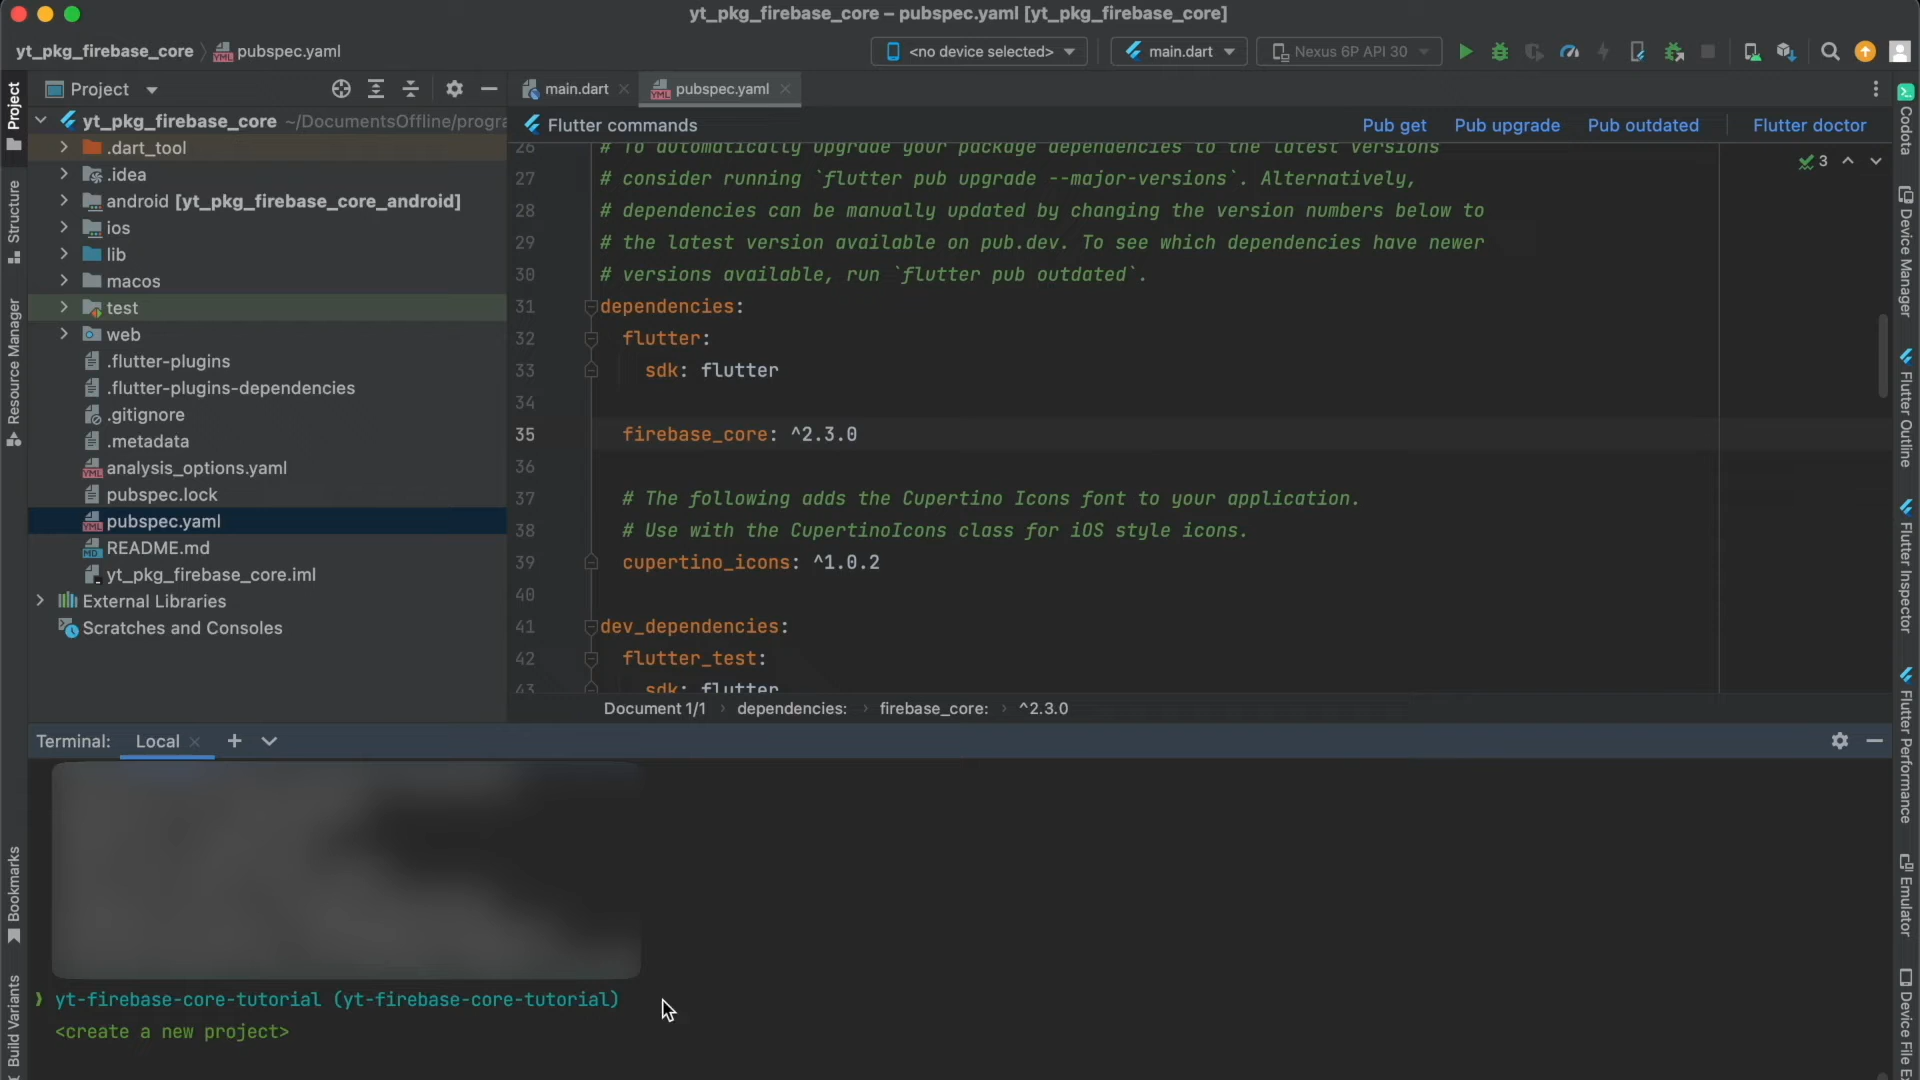 yt_pkg_firebase_core – pubspec.yaml [yt_pkg_firebase_core]
yt_pkg_firebase_core
pubspec.yaml
<no device selected>
main.dart
Nexus 6P API 30
Project
main.dart
pubspec.yaml
Flutter commands
Pub get
Pub upgrade
Pub outdated
Flutter doctor
yt_pkg_firebase_core ~/DocumentsOffline/progra
.dart_tool
.idea
android [yt_pkg_firebase_core_android]
ios
lib
macos
test
web
.flutter-plugins
.flutter-plugins-dependencies
.gitignore
.metadata
analysis_options.yaml
pubspec.lock
pubspec.yaml
README.md
yt_pkg_firebase_core.iml
External Libraries
Scratches and Consoles
26 # To automatically upgrade your package dependencies to the latest versions
27 # consider running `flutter pub upgrade --major-versions`. Alternatively,
28 # dependencies can be manually updated by changing the version numbers below to
29 # the latest version available on pub.dev. To see which dependencies have newer
30 # versions available, run `flutter pub outdated`.
31 dependencies:
32 flutter:
33 sdk: flutter
34
35 firebase_core: ^2.3.0
36
37 # The following adds the Cupertino Icons font to your application.
38 # Use with the CupertinoIcons class for iOS style icons.
39 cupertino_icons: ^1.0.2
40
41 dev_dependencies:
42 flutter_test:
43 sdk: flutter
3
Document 1/1 › dependencies: › firebase_core: › ^2.3.0
Terminal: Local
❯ yt-firebase-core-tutorial (yt-firebase-core-tutorial)
<create a new project>
Project
Structure
Resource Manager
Bookmarks
Build Variants
Codota
Device Manager
Flutter Outline
Flutter Inspector
Flutter Performance
Emulator
Device File Ex